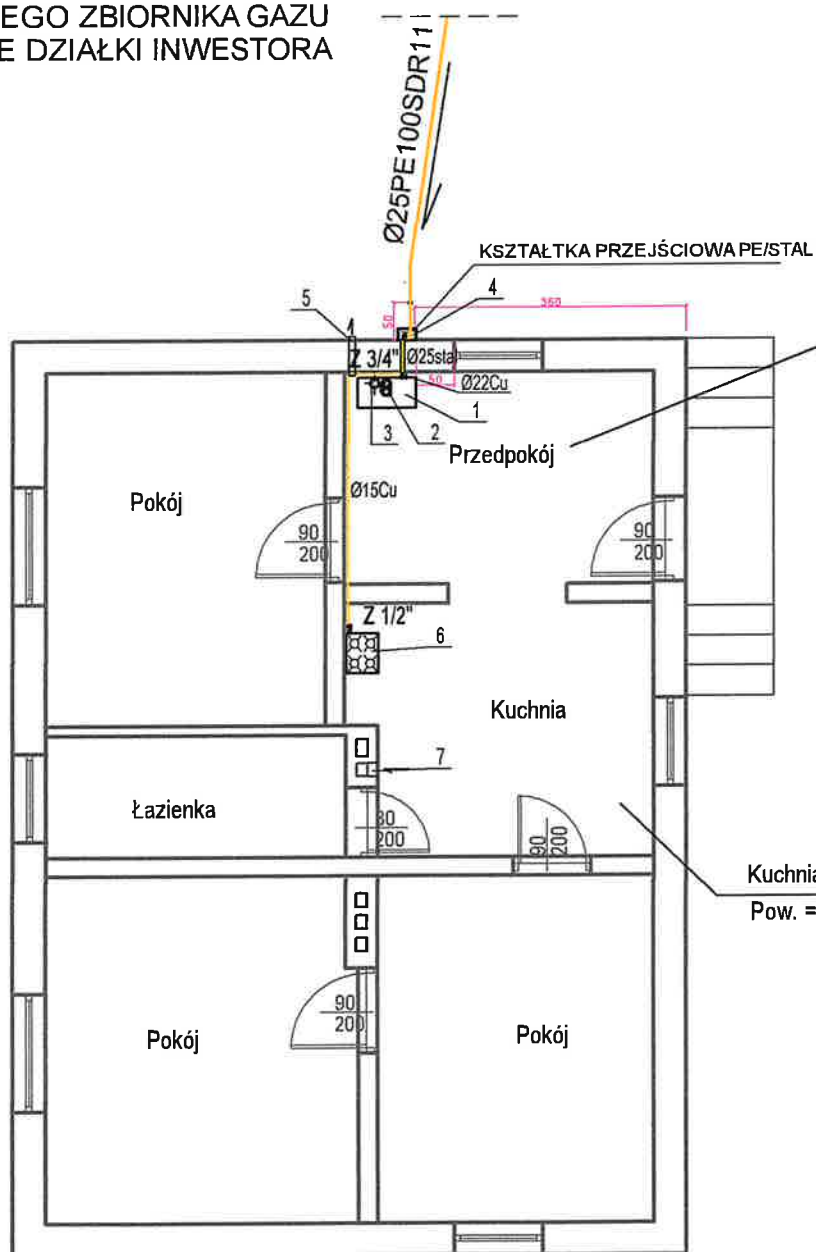 EGO ZBIORNIKA GAZU
E DZIAŁKI INWESTORA
Ø25PE100SDR11
KSZTAŁTKA PRZEJŚCIOWA PE/STAL
4
5
50
350
Z 3/4"
Ø25stal
50
Ø22Cu
1
3
2
Przedpokój
Pokój
Ø15Cu
90
200
90
200
Z 1/2"
6
Kuchnia
7
Łazienka
80
200
90
200
Kuchnia
Pow. =
90
200
Pokój
Pokój